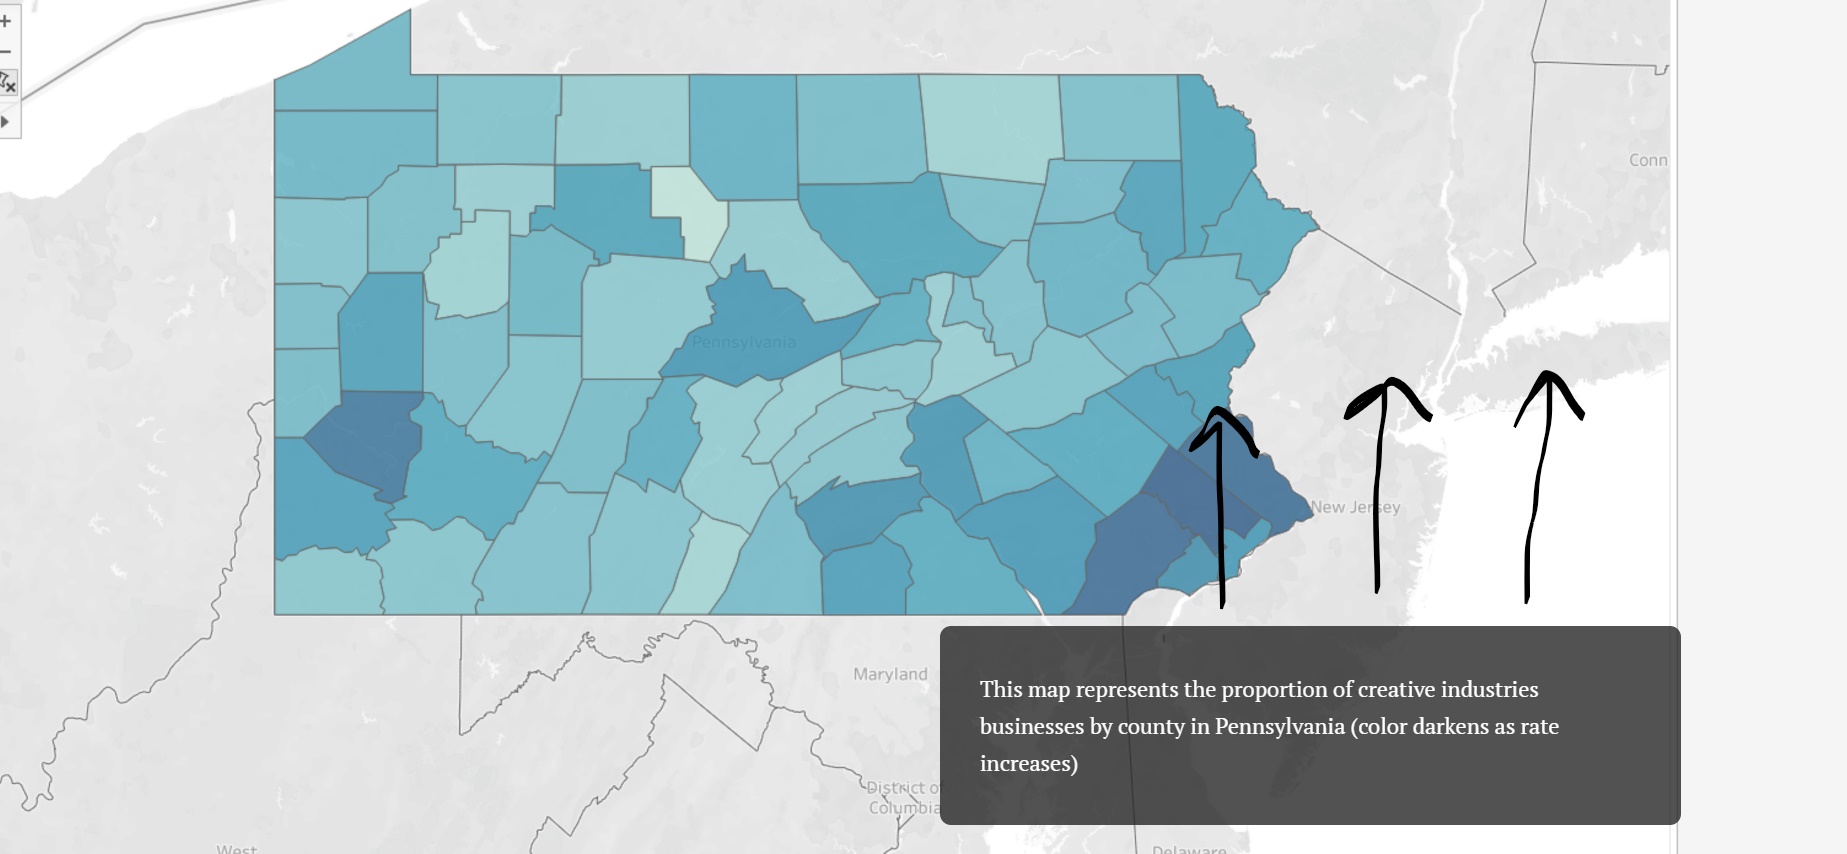 Conn
Pennsylvania
New Jersey
Maryland
This map represents the proportion of creative industries
businesses by county in Pennsylvania (color darkens as rate
increases)
District of
Columbia
West
Delaware